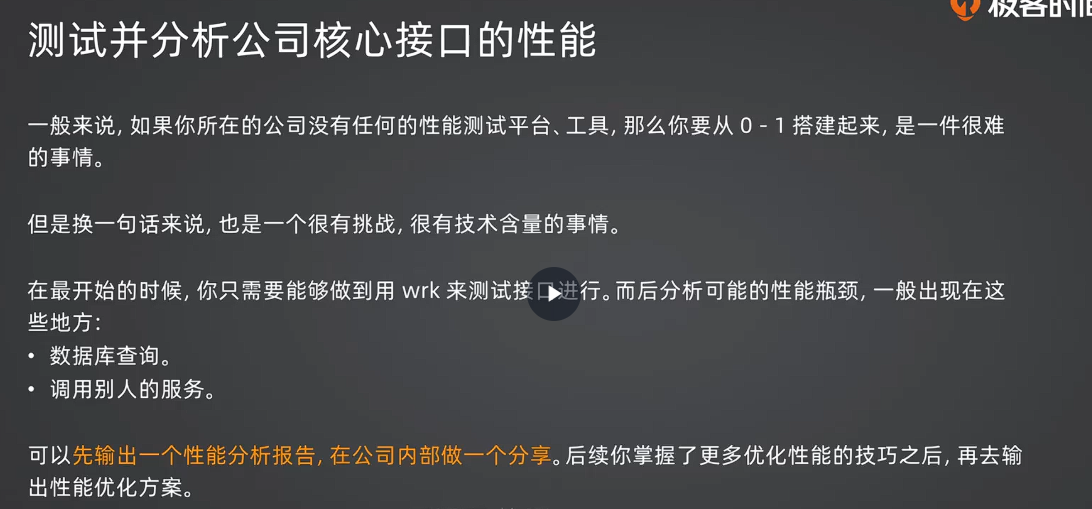 极客时间
测试并分析公司核心接口的性能
一般来说，如果你所在的公司没有任何的性能测试平台、工具，那么你要从 0 - 1 搭建起来，是一件很难
的事情。
但是换一句话来说，也是一个很有挑战，很有技术含量的事情。
在最开始的时候，你只需要能够做到用 wrk 来测试接口进行。而后分析可能的性能瓶颈，一般出现在这
些地方：
• 数据库查询。
• 调用别人的服务。
可以先输出一个性能分析报告，在公司内部做一个分享。后续你掌握了更多优化性能的技巧之后，再去输
出性能优化方案。